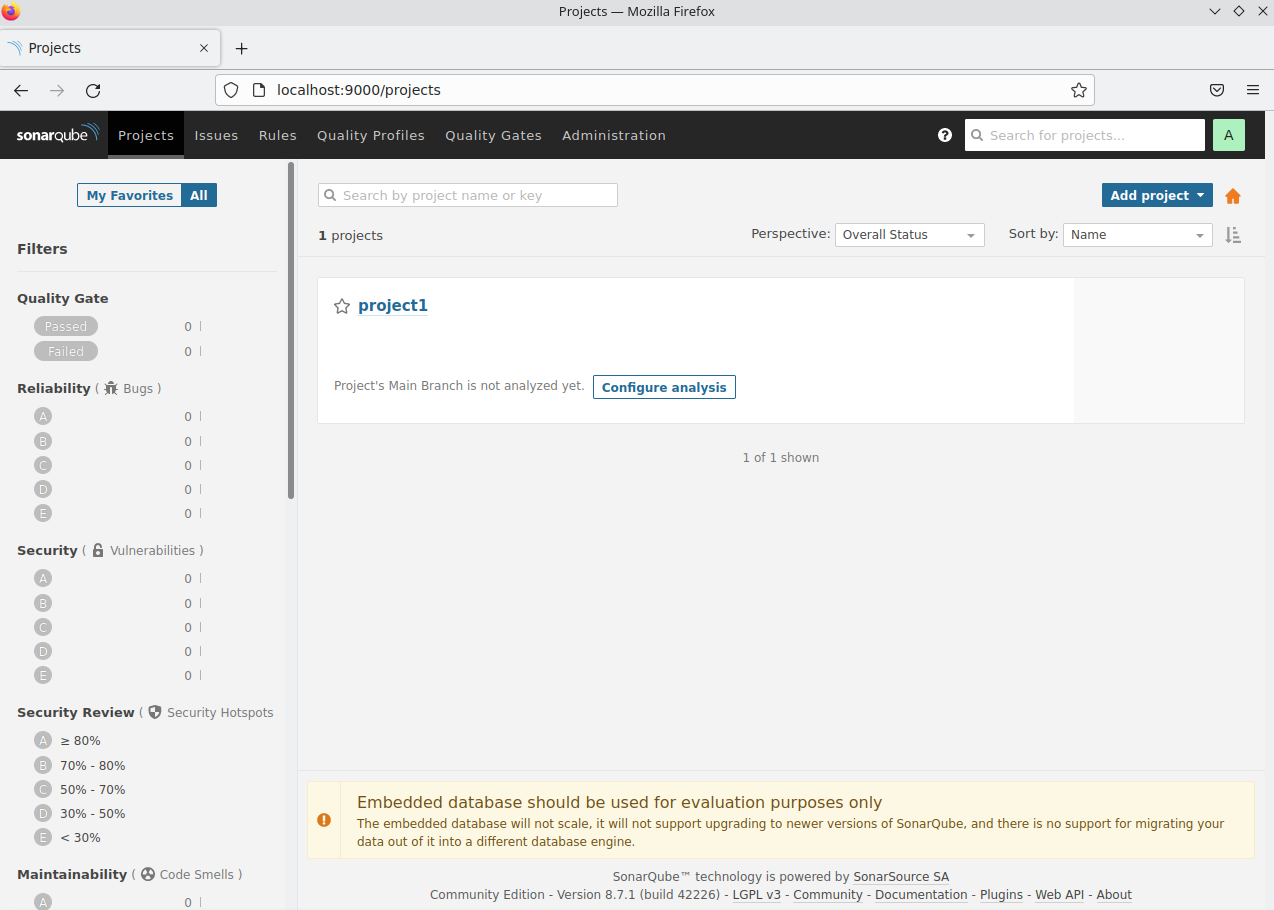 Projects — Mozilla Firefox
Projects
localhost:9000/projects
sonarqube Projects Issues Rules Quality Profiles Quality Gates Administration ? Search for projects... A
My Favorites All
Search by project name or key
Add project
1 projects
Perspective: Overall Status
Sort by: Name
Filters
Quality Gate
Passed 0
Failed 0
Reliability ( Bugs )
A 0
B 0
C 0
D 0
E 0
Security ( Vulnerabilities )
A 0
B 0
C 0
D 0
E 0
Security Review ( Security Hotspots
A ≥ 80%
B 70% - 80%
C 50% - 70%
D 30% - 50%
E < 30%
Maintainability ( Code Smells )
A 0
project1
Project's Main Branch is not analyzed yet. Configure analysis
1 of 1 shown
Embedded database should be used for evaluation purposes only
The embedded database will not scale, it will not support upgrading to newer versions of SonarQube, and there is no support for migrating your
data out of it into a different database engine.
SonarQube™ technology is powered by SonarSource SA
Community Edition - Version 8.7.1 (build 42226) - LGPL v3 - Community - Documentation - Plugins - Web API - About